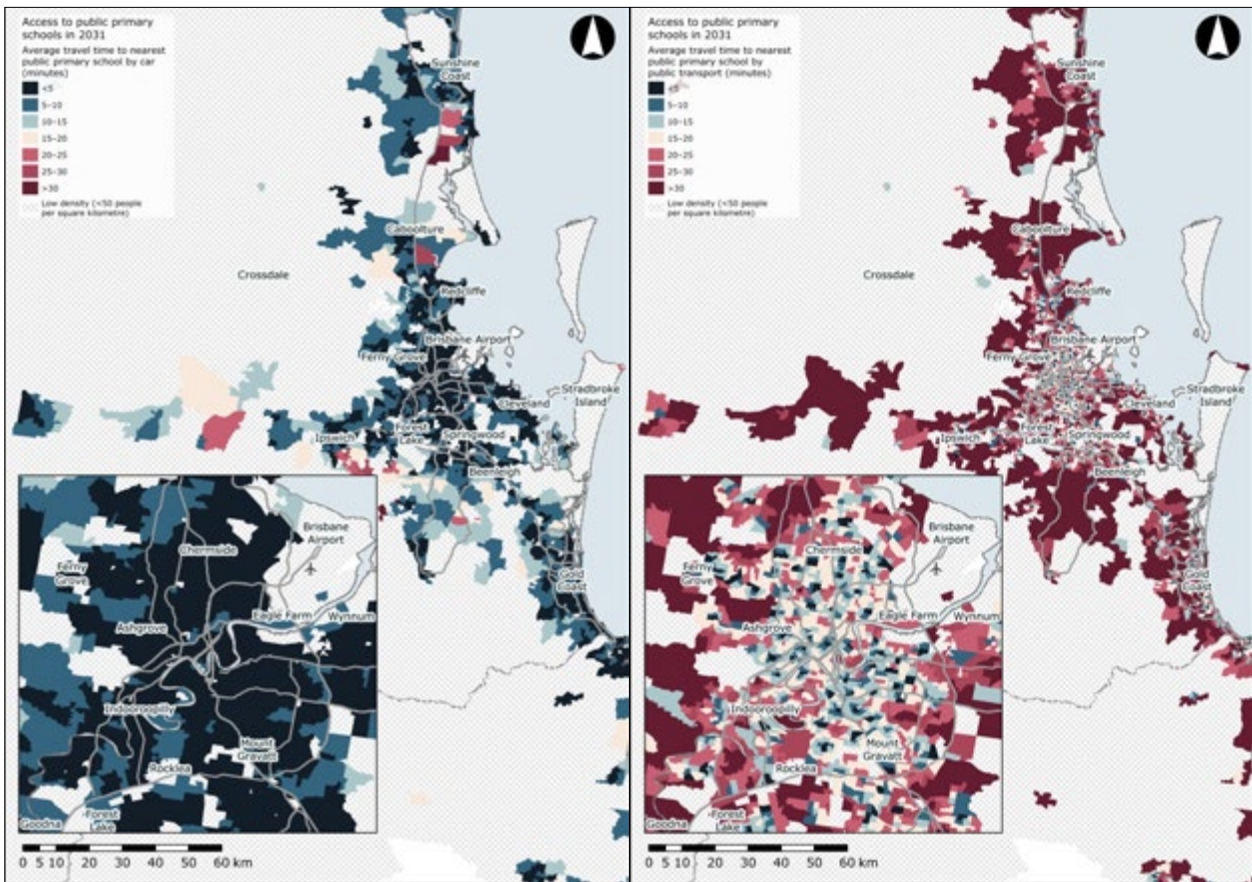 Access to public primary
schools in 2031
Average travel time to nearest
public primary school by car
(minutes)
<5
5–10
10–15
15–20
20–25
25–30
>30
Low density (<50 people
per square kilometre)
Sunshine
Coast
Caboolture
Crossdale
Redcliffe
Brisbane Airport
Ferny Grove
Cleveland
Stradbroke
Island
Forest
Lake
Ipswich
Springwood
Beenleigh
Gold
Coast
Brisbane
Airport
Chermside
Ferny
Grove
Eagle Farm
Wynnum
Ashgrove
Indooroopilly
Mount
Gravatt
Rocklea
Forest
Lake
Goodna
0 5 10 20 30 40 50 60 km
Access to public primary
schools in 2031
Average travel time to nearest
public primary school by
public transport (minutes)
<5
5–10
10–15
15–20
20–25
25–30
>30
Low density (<50 people
per square kilometre)
Sunshine
Coast
Caboolture
Crossdale
Redcliffe
Brisbane Airport
Ferny Grove
Cleveland
Stradbroke
Island
Forest
Lake
Ipswich
Springwood
Beenleigh
Gold
Coast
Brisbane
Airport
Chermside
Ferny
Grove
Eagle Farm
Wynnum
Ashgrove
Indooroopilly
Mount
Gravatt
Rocklea
Forest
Lake
Goodna
0 5 10 20 30 40 50 60 km